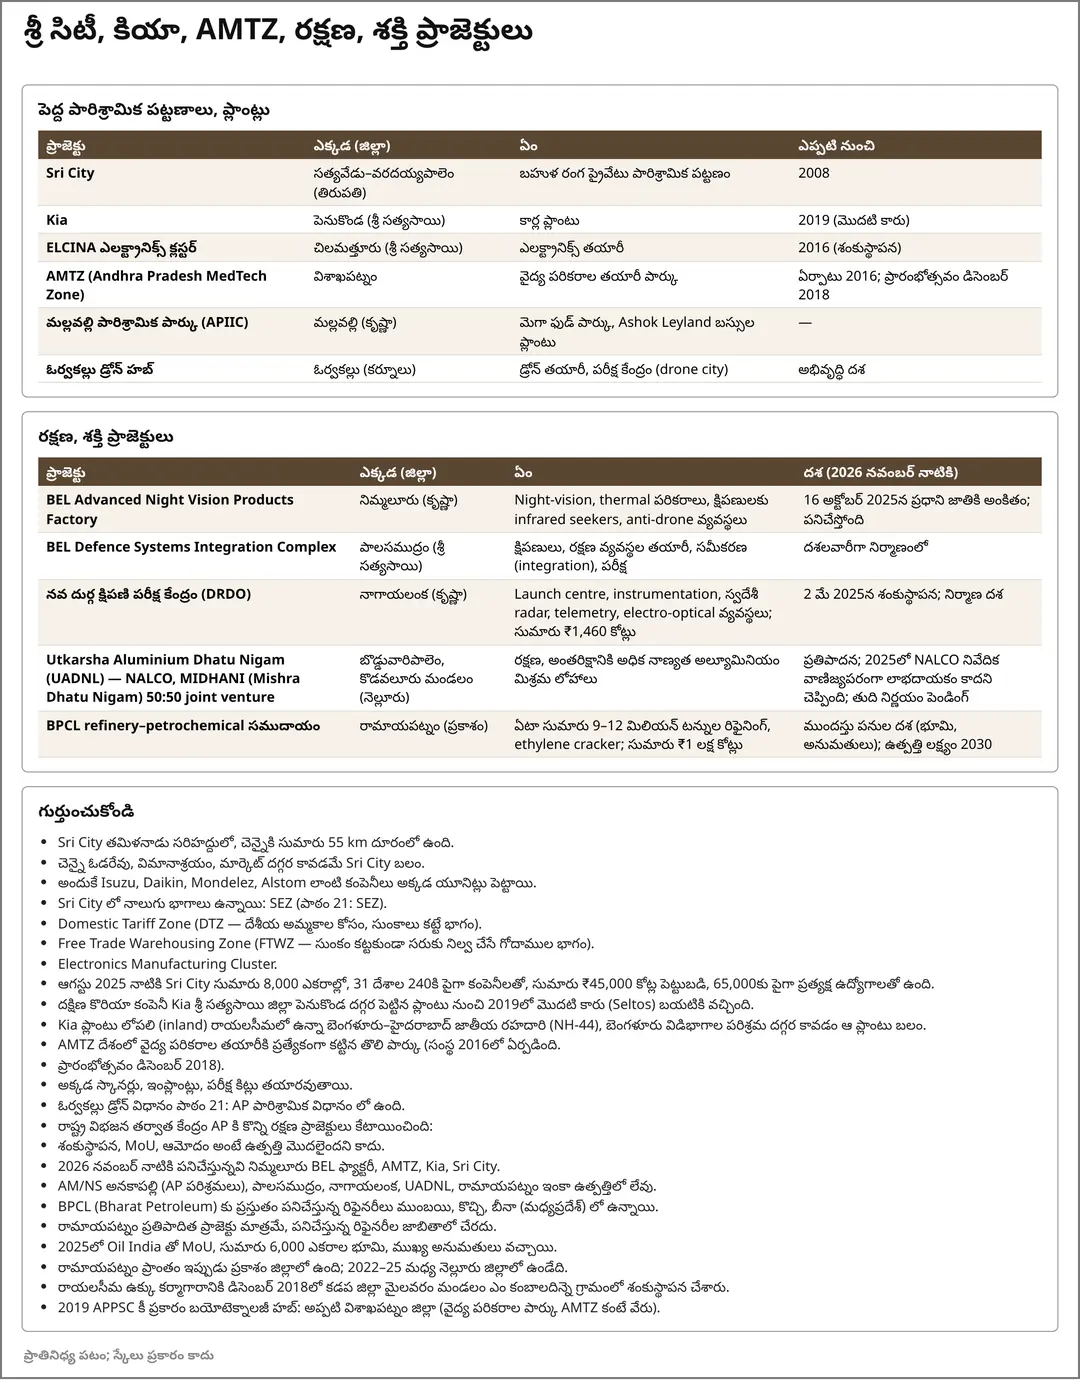 శ్రీ సిటీ, కియా, AMTZ, రక్షణ, శక్తి ప్రాజెక్టులు
పెద్ద పారిశ్రామిక పట్టణాలు, ప్లాంట్లు
ప్రాజెక్టు ఎక్కడ (జిల్లా) ఏం ఎప్పటి నుంచి
Sri City సత్యవేడు–వరదయ్యపాలెం (తిరుపతి) బహుళ రంగ ప్రైవేటు పారిశ్రామిక పట్టణం 2008
Kia పెనుకొండ (శ్రీ సత్యసాయి) కార్ల ప్లాంటు 2019 (మొదటి కారు)
ELCINA ఎలక్ట్రానిక్స్ క్లస్టర్ చిలమత్తూరు (శ్రీ సత్యసాయి) ఎలక్ట్రానిక్స్ తయారీ 2016 (శంకుస్థాపన)
AMTZ (Andhra Pradesh MedTech Zone) విశాఖపట్నం వైద్య పరికరాల తయారీ పార్కు ఏర్పాటు 2016; ప్రారంభోత్సవం డిసెంబర్ 2018
మల్లవల్లి పారిశ్రామిక పార్కు (APIIC) మల్లవల్లి (కృష్ణా) మెగా ఫుడ్ పార్కు, Ashok Leyland బస్సుల ప్లాంటు —
ఓర్వకల్లు డ్రోన్ హబ్ ఓర్వకల్లు (కర్నూలు) డ్రోన్ తయారీ, పరీక్ష కేంద్రం (drone city) అభివృద్ధి దశ
రక్షణ, శక్తి ప్రాజెక్టులు
ప్రాజెక్టు ఎక్కడ (జిల్లా) ఏం దశ (2026 నవంబర్ నాటికి)
BEL Advanced Night Vision Products Factory నిమ్మలూరు (కృష్ణా) Night-vision, thermal పరికరాలు, క్షిపణులకు infrared seekers, anti-drone వ్యవస్థలు 16 అక్టోబర్ 2025న ప్రధాని జాతికి అంకితం; పనిచేస్తోంది
BEL Defence Systems Integration Complex పాలసముద్రం (శ్రీ సత్యసాయి) క్షిపణులు, రక్షణ వ్యవస్థల తయారీ, సమీకరణ (integration), పరీక్ష దశలవారీగా నిర్మాణంలో
నవ దుర్గ క్షిపణి పరీక్ష కేంద్రం (DRDO) నాగాయలంక (కృష్ణా) Launch centre, instrumentation, స్వదేశీ radar, telemetry, electro-optical వ్యవస్థలు; సుమారు ₹1,460 కోట్లు 2 మే 2025న శంకుస్థాపన; నిర్మాణ దశ
Utkarsha Aluminium Dhatu Nigam (UADNL) — NALCO, MIDHANI (Mishra Dhatu Nigam) 50:50 joint venture బొడ్డువారిపాలెం, కొడవలూరు మండలం (నెల్లూరు) రక్షణ, అంతరిక్షానికి అధిక నాణ్యత అల్యూమినియం మిశ్రమ లోహాలు ప్రతిపాదన; 2025లో NALCO నివేదిక వాణిజ్యపరంగా లాభదాయకం కాదని చెప్పింది; తుది నిర్ణయం పెండింగ్
BPCL refinery–petrochemical సముదాయం రామాయపట్నం (ప్రకాశం) ఏటా సుమారు 9–12 మిలియన్ టన్నుల రిఫైనింగ్, ethylene cracker; సుమారు ₹1 లక్ష కోట్లు ముందస్తు పనుల దశ (భూమి, అనుమతులు); ఉత్పత్తి లక్ష్యం 2030
గుర్తుంచుకోండి
• Sri City తమిళనాడు సరిహద్దులో, చెన్నైకి సుమారు 55 km దూరంలో ఉంది.
• చెన్నై ఓడరేవు, విమానాశ్రయం, మార్కెట్ దగ్గర కావడమే Sri City బలం.
• అందుకే Isuzu, Daikin, Mondelez, Alstom లాంటి కంపెనీలు అక్కడ యూనిట్లు పెట్టాయి.
• Sri City లో నాలుగు భాగాలు ఉన్నాయి: SEZ (పాఠం 21: SEZ).
• Domestic Tariff Zone (DTZ — దేశీయ అమ్మకాల కోసం, సుంకాలు కట్టే భాగం).
• Free Trade Warehousing Zone (FTWZ — సుంకం కట్టకుండా సరుకు నిల్వ చేసే గోదాముల భాగం).
• Electronics Manufacturing Cluster.
• ఆగస్టు 2025 నాటికి Sri City సుమారు 8,000 ఎకరాల్లో, 31 దేశాల 240కి పైగా కంపెనీలతో, సుమారు ₹45,000 కోట్ల పెట్టుబడి, 65,000కు పైగా ప్రత్యక్ష ఉద్యోగాలతో ఉంది.
• దక్షిణ కొరియా కంపెనీ Kia శ్రీ సత్యసాయి జిల్లా పెనుకొండ దగ్గర పెట్టిన ప్లాంటు నుంచి 2019లో మొదటి కారు (Seltos) బయటికి వచ్చింది.
• Kia ప్లాంటు లోపలి (inland) రాయలసీమలో ఉన్నా బెంగళూరు–హైదరాబాద్ జాతీయ రహదారి (NH-44), బెంగళూరు విడిభాగాల పరిశ్రమ దగ్గర కావడం ఆ ప్లాంటు బలం.
• AMTZ దేశంలో వైద్య పరికరాల తయారీకి ప్రత్యేకంగా కట్టిన తొలి పార్కు (సంస్థ 2016లో ఏర్పడింది.
• ప్రారంభోత్సవం డిసెంబర్ 2018).
• అక్కడ స్కానర్లు, ఇంప్లాంట్లు, పరీక్ష కిట్లు తయారవుతాయి.
• ఓర్వకల్లు డ్రోన్ విధానం పాఠం 21: AP పారిశ్రామిక విధానం లో ఉంది.
• రాష్ట్ర విభజన తర్వాత కేంద్రం AP కి కొన్ని రక్షణ ప్రాజెక్టులు కేటాయించింది:
• శంకుస్థాపన, MoU, ఆమోదం అంటే ఉత్పత్తి మొదలైందని కాదు.
• 2026 నవంబర్ నాటికి పనిచేస్తున్నవి నిమ్మలూరు BEL ఫ్యాక్టరీ, AMTZ, Kia, Sri City.
• AM/NS అనకాపల్లి (AP పరిశ్రమలు), పాలసముద్రం, నాగాయలంక, UADNL, రామాయపట్నం ఇంకా ఉత్పత్తిలో లేవు.
• BPCL (Bharat Petroleum) కు ప్రస్తుతం పనిచేస్తున్న రిఫైనరీలు ముంబయి, కొచ్చి, బీనా (మధ్యప్రదేశ్) లో ఉన్నాయి.
• రామాయపట్నం ప్రతిపాదిత ప్రాజెక్టు మాత్రమే, పనిచేస్తున్న రిఫైనరీల జాబితాలో చేరదు.
• 2025లో Oil India తో MoU, సుమారు 6,000 ఎకరాల భూమి, ముఖ్య అనుమతులు వచ్చాయి.
• రామాయపట్నం ప్రాంతం ఇప్పుడు ప్రకాశం జిల్లాలో ఉంది; 2022–25 మధ్య నెల్లూరు జిల్లాలో ఉండేది.
• రాయలసీమ ఉక్కు కర్మాగారానికి డిసెంబర్ 2018లో కడప జిల్లా మైలవరం మండలం ఎం కంబాలదిన్నె గ్రామంలో శంకుస్థాపన చేశారు.
• 2019 APPSC కీ ప్రకారం బయోటెక్నాలజీ హబ్: అప్పటి విశాఖపట్నం జిల్లా (వైద్య పరికరాల పార్కు AMTZ కంటే వేరు).
ప్రాతినిధ్య పటం; స్కేలు ప్రకారం కాదు